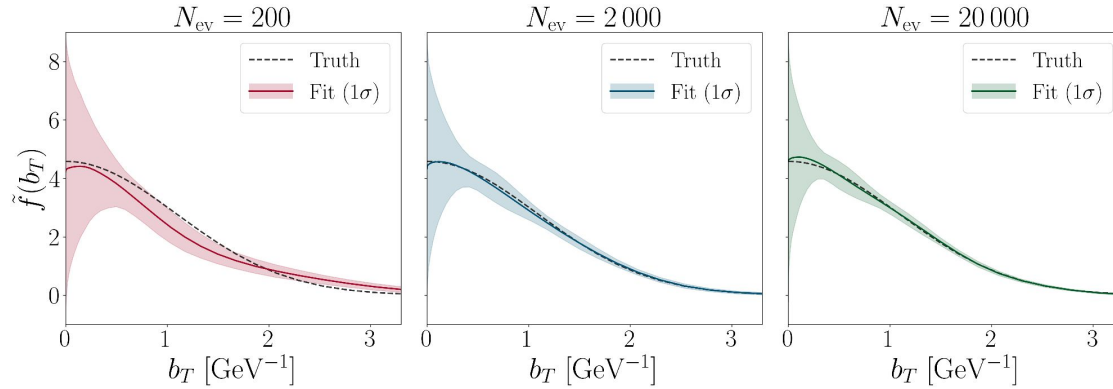 N_ev = 200
N_ev = 2 000
N_ev = 20 000
Truth
Fit (1σ)
Truth
Fit (1σ)
Truth
Fit (1σ)
f̃(b_T)
8
6
4
2
0
0 1 2 3
0 1 2 3
0 1 2 3
b_T [GeV⁻¹]
b_T [GeV⁻¹]
b_T [GeV⁻¹]